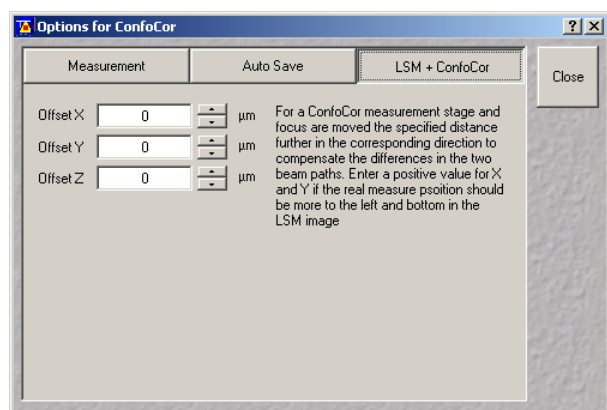 Options for ConfoCor
Measurement
Auto Save
LSM + ConfoCor
Close
Offset X 0 µm
Offset Y 0 µm
Offset Z 0 µm
For a ConfoCor measurement stage and
focus are moved the specified distance
further in the corresponding direction to
compensate the differences in the two
beam paths. Enter a positive value for X
and Y if the real measure psoition should
be more to the left and bottom in the
LSM image